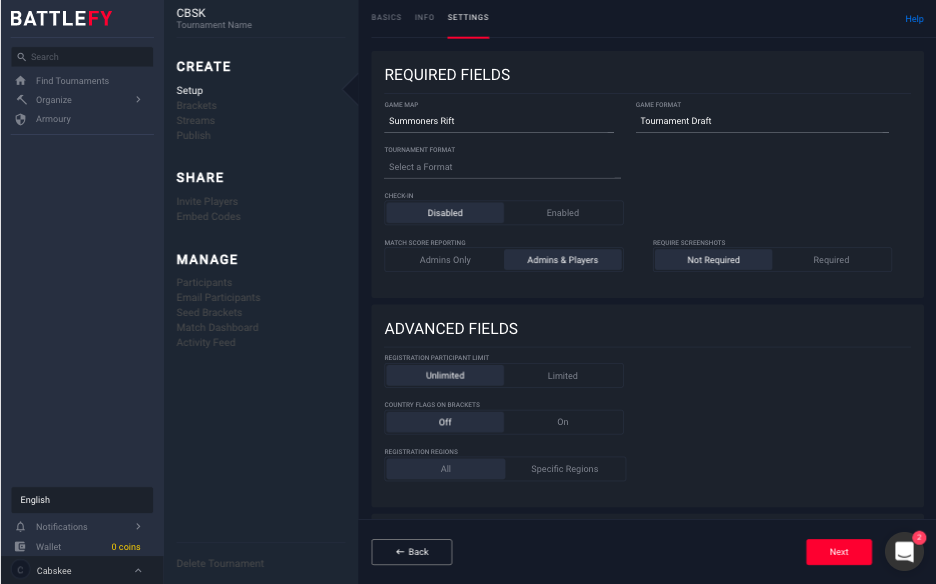 BATTLEFY
Search
Find Tournaments
Organize
Armoury
English
Notifications
Wallet 0 coins
C Cabskee
CBSK
Tournament Name
CREATE
Setup
Brackets
Streams
Publish
SHARE
Invite Players
Embed Codes
MANAGE
Participants
Email Participants
Seed Brackets
Match Dashboard
Activity Feed
Delete Tournament
BASICS INFO SETTINGS
Help
REQUIRED FIELDS
GAME MAP GAME FORMAT
Summoners Rift Tournament Draft
TOURNAMENT FORMAT
Select a Format
CHECK-IN
Disabled Enabled
MATCH SCORE REPORTING REQUIRE SCREENSHOTS
Admins Only Admins & Players Not Required Required
ADVANCED FIELDS
REGISTRATION PARTICIPANT LIMIT
Unlimited Limited
COUNTRY FLAGS ON BRACKETS
Off On
REGISTRATION REGIONS
All Specific Regions
← Back Next
2